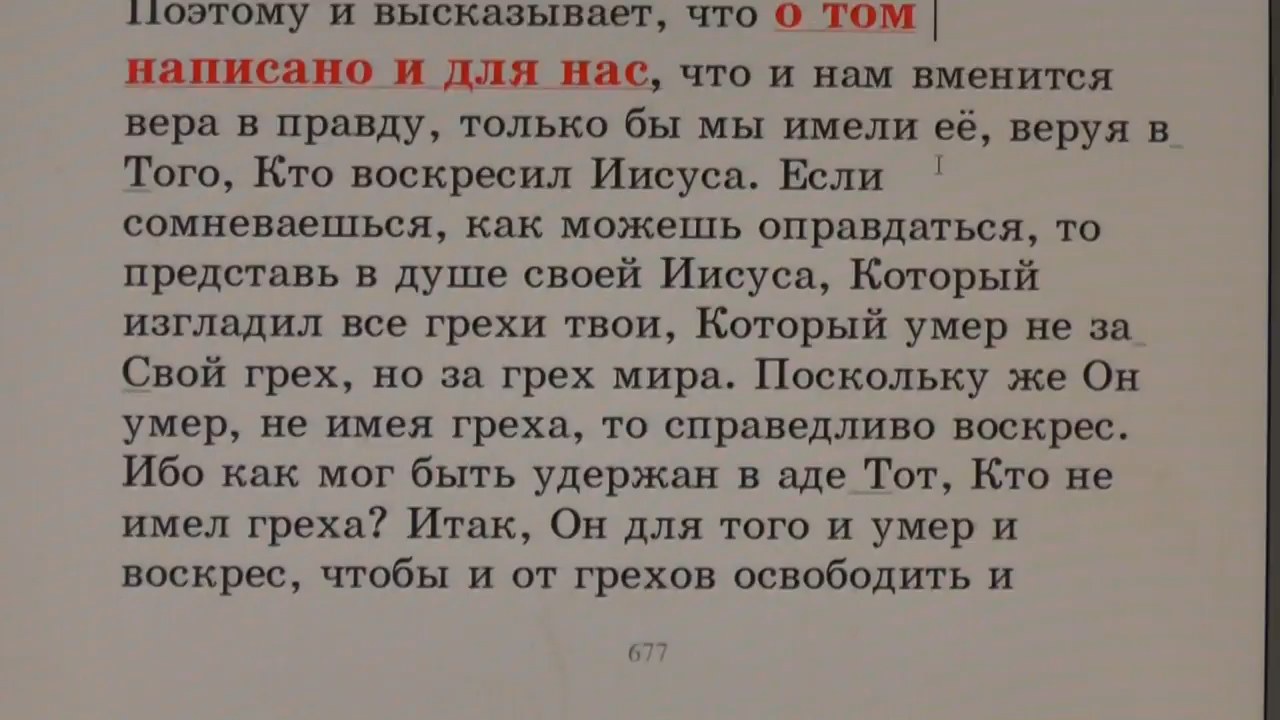 Поэтому и высказывает, что о том
написано и для нас, что и нам вменится
вера в правду, только бы мы имели её, веруя в
Того, Кто воскресил Иисуса. Если
сомневаешься, как можешь оправдаться, то
представь в душе своей Иисуса, Который
изгладил все грехи твои, Который умер не за
Свой грех, но за грех мира. Поскольку же Он
умер, не имея греха, то справедливо воскрес.
Ибо как мог быть удержан в аде Тот, Кто не
имел греха? Итак, Он для того и умер и
воскрес, чтобы и от грехов освободить и
677